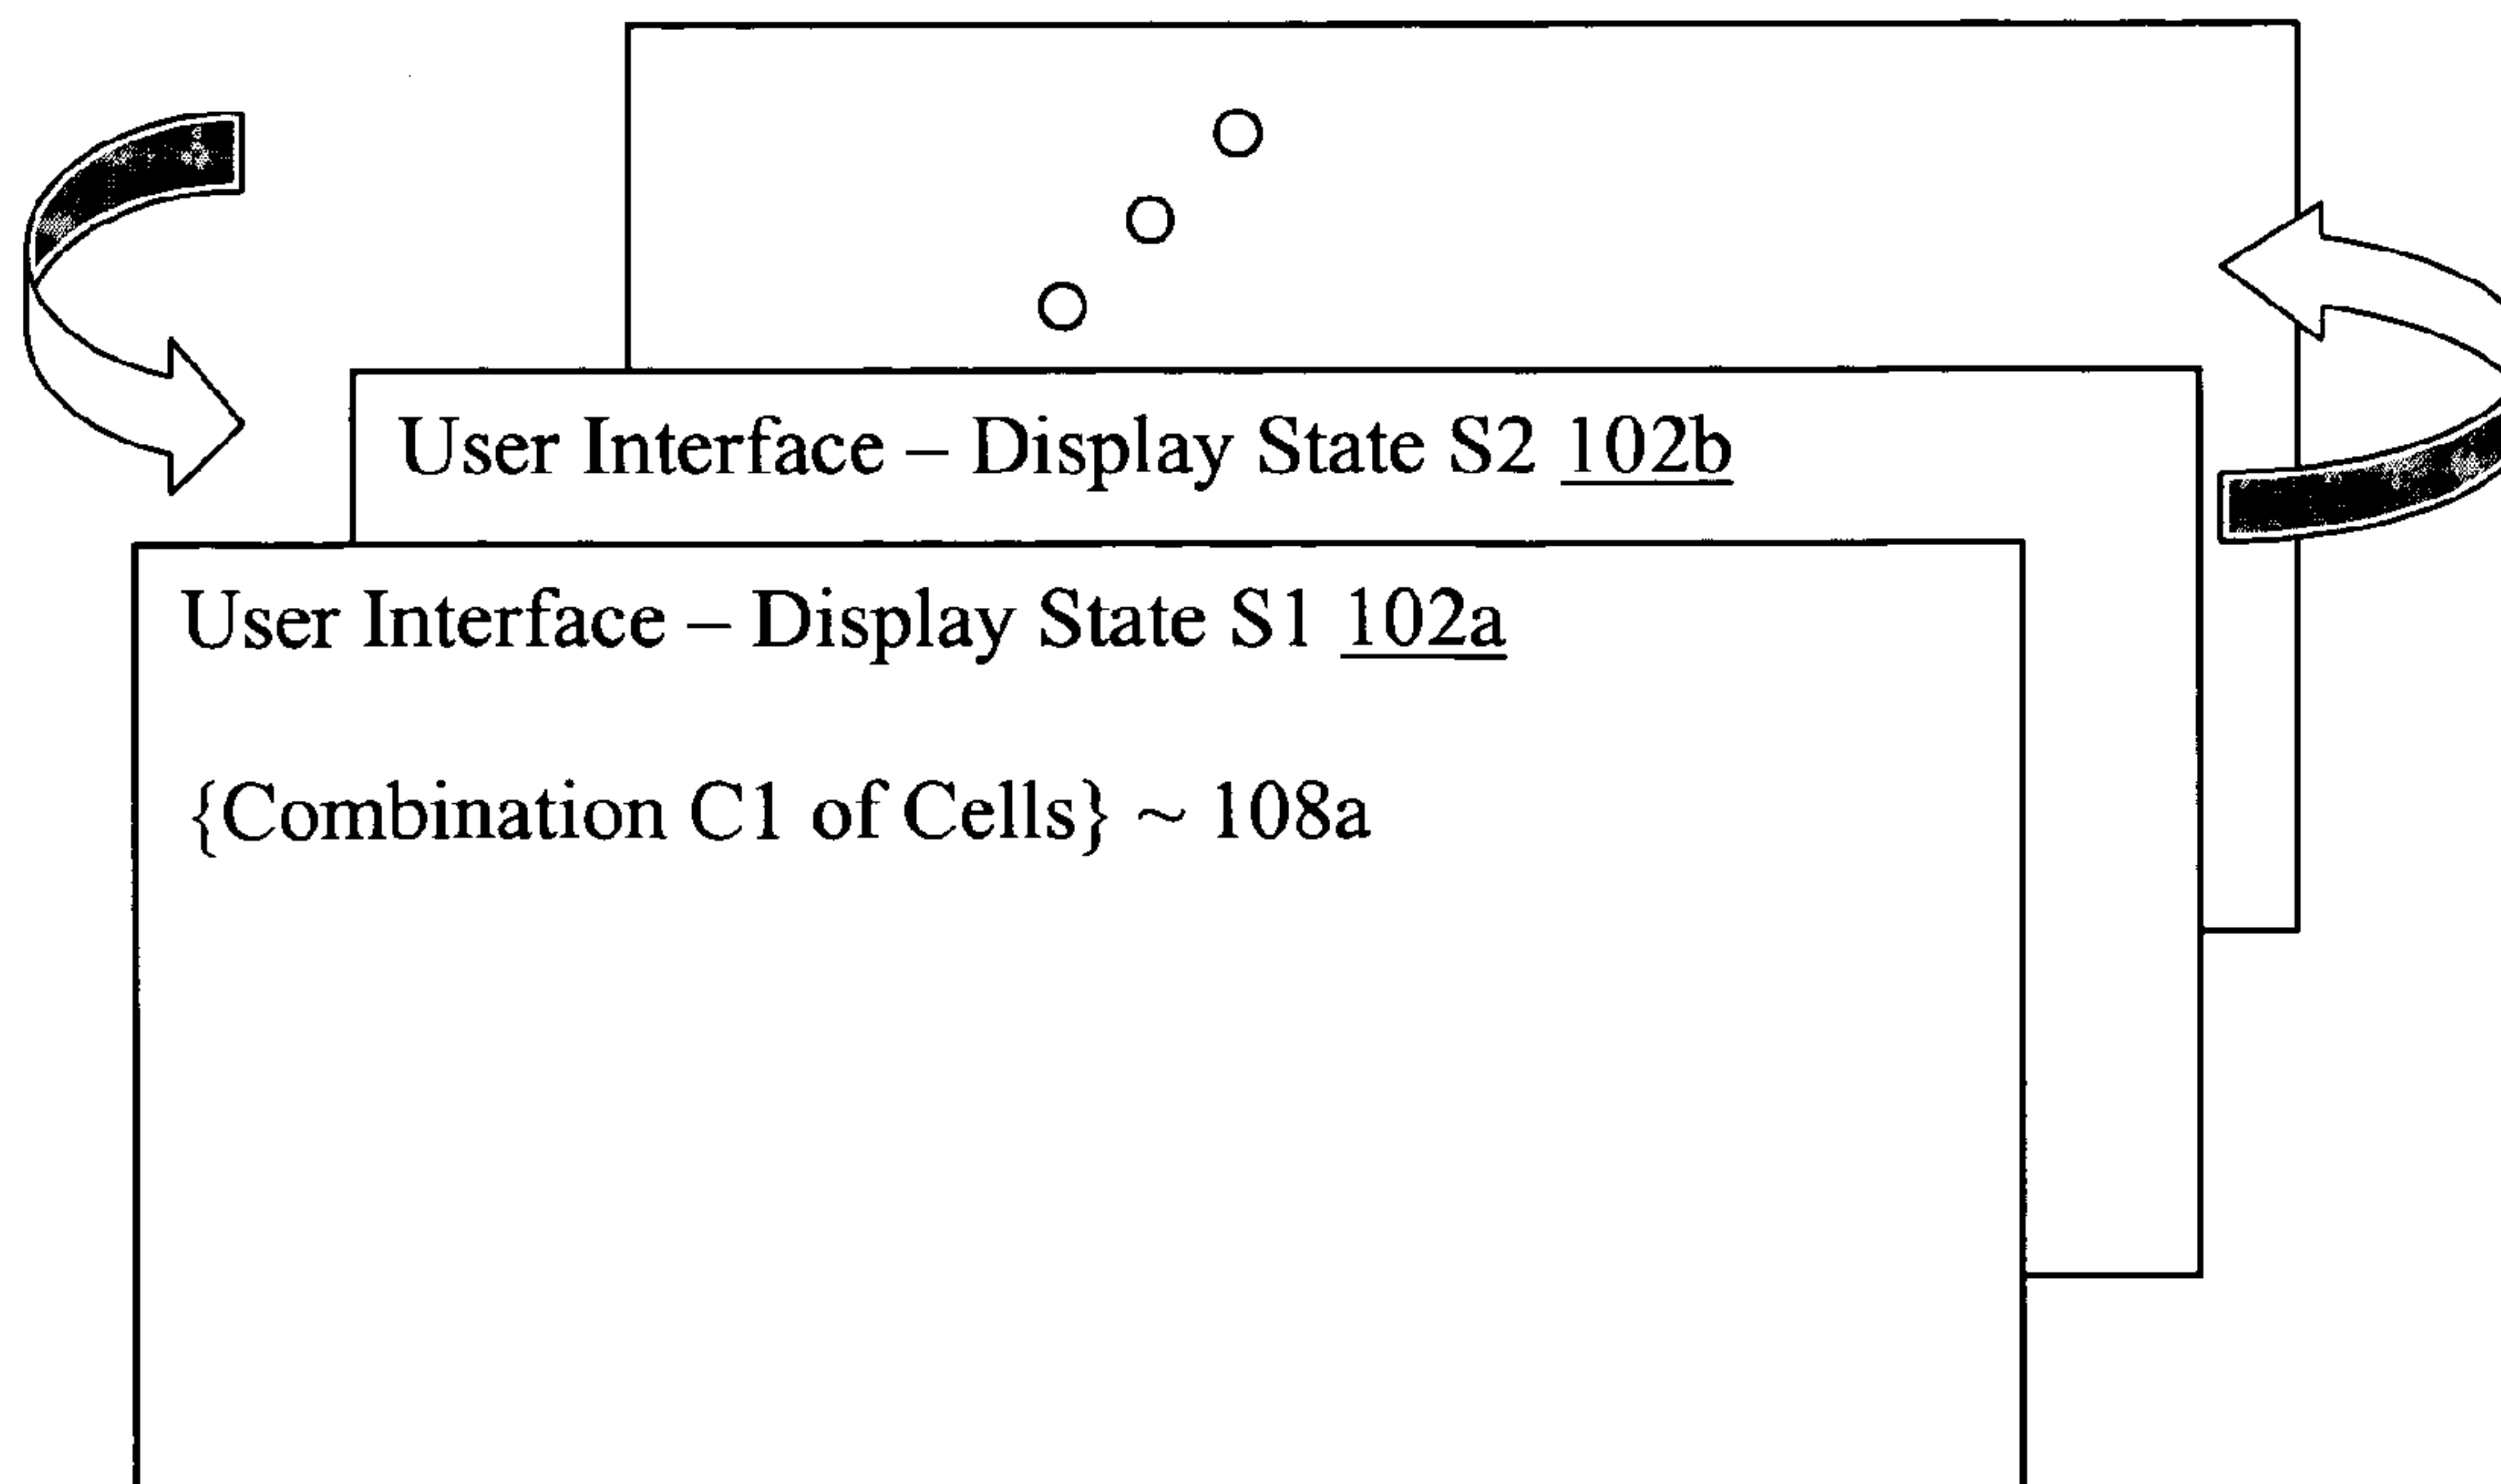 User Interface – Display State S2 102b
User Interface – Display State S1 102a
{Combination C1 of Cells} ~ 108a